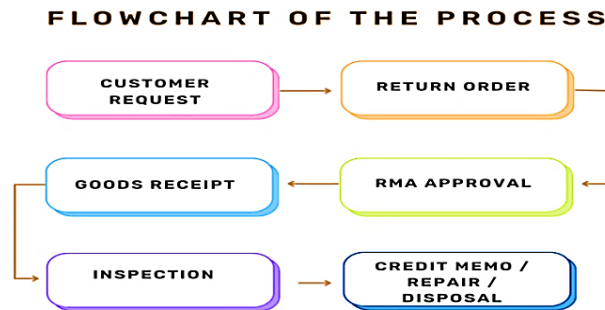 FLOWCHART OF THE PROCESS
CUSTOMER
REQUEST
RETURN ORDER
RMA APPROVAL
GOODS RECEIPT
INSPECTION
CREDIT MEMO /
REPAIR /
DISPOSAL